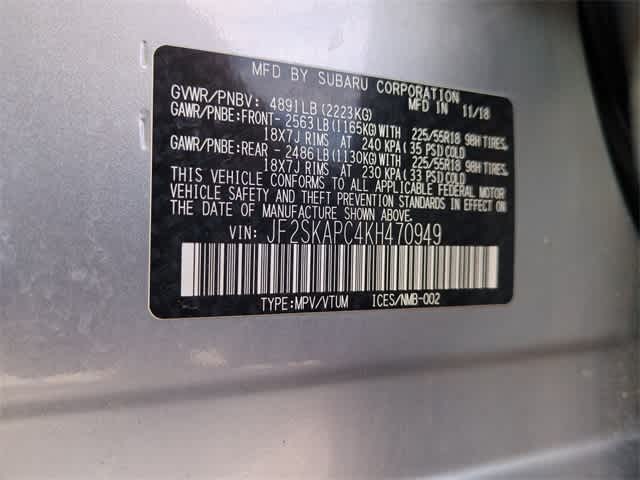 MFD BY SUBARU CORPORATION
GVWR/PNBV: 4891LB(2223KG) MFD IN 11/18
GAWR/PNBE:FRONT- 2563LB(1165KG)WITH 225/55R18 98H TIRES,
18X7J RIMS AT 240 KPA( 35 PSI)COLD
GAWR/PNBE:REAR - 2486LB(1130KG)WITH 225/55R18 98H TIRES,
18X7J RIMS AT 230 KPA( 33 PSI)COLD
THIS VEHICLE CONFORMS TO ALL APPLICABLE FEDERAL MOTOR
VEHICLE SAFETY AND THEFT PREVENTION STANDARDS IN EFFECT ON
THE DATE OF MANUFACTURE SHOWN ABOVE.
VIN: JF2SKAPC4KH470949
TYPE:MPV/VTUM ICES/NMB-002